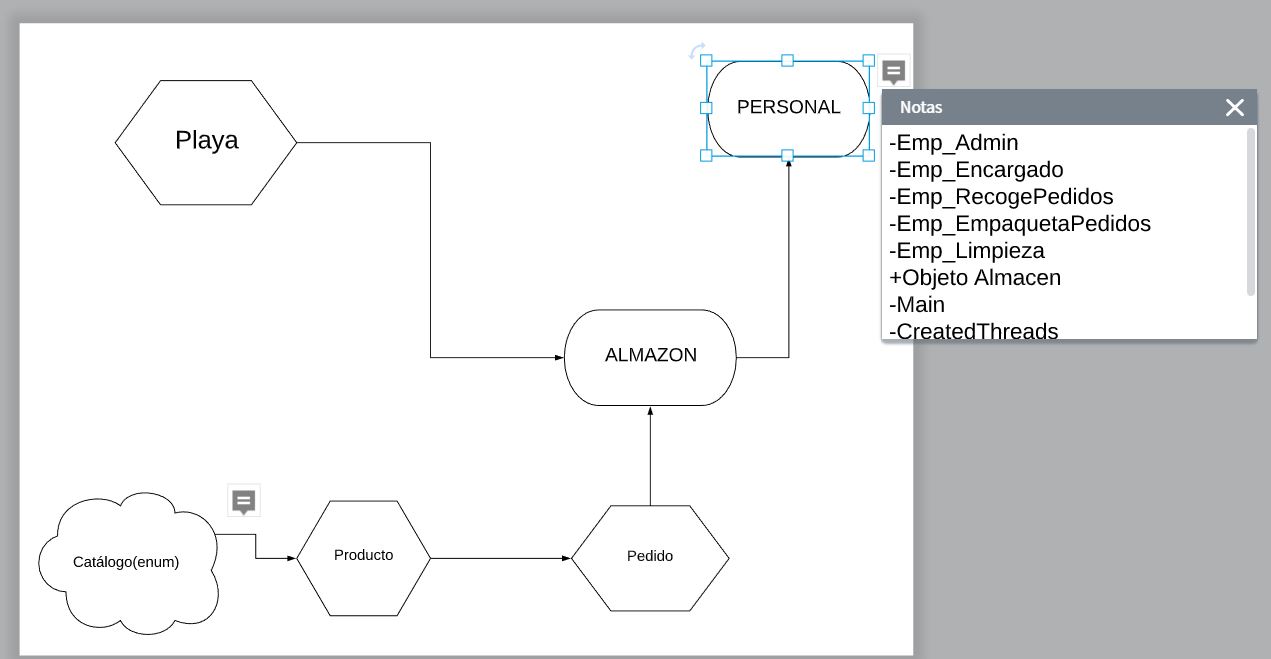 Playa
PERSONAL
Notas
-Emp_Admin
-Emp_Encargado
-Emp_RecogePedidos
-Emp_EmpaquetaPedidos
-Emp_Limpieza
+Objeto Almacen
-Main
-CreatedThreads
ALMAZON
Catálogo(enum)
Producto
Pedido